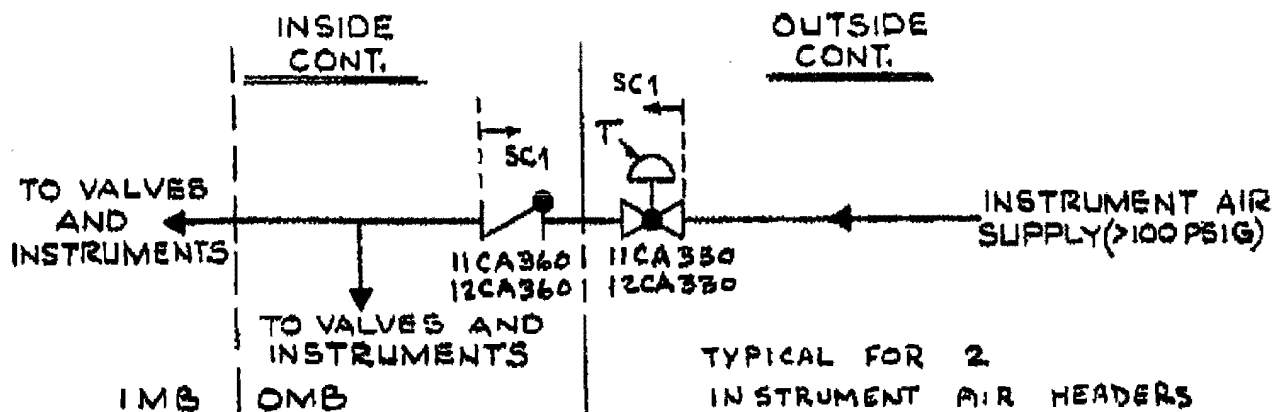 INSIDE
CONT.
OUTSIDE
CONT.
SC1
SC1
T
TO VALVES
AND
INSTRUMENTS
INSTRUMENT AIR
SUPPLY (>100 PSIG)
11CA360
12CA360
11CA330
12CA330
TO VALVES AND
INSTRUMENTS
TYPICAL FOR 2
INSTRUMENT AIR HEADERS
IMB
OMB